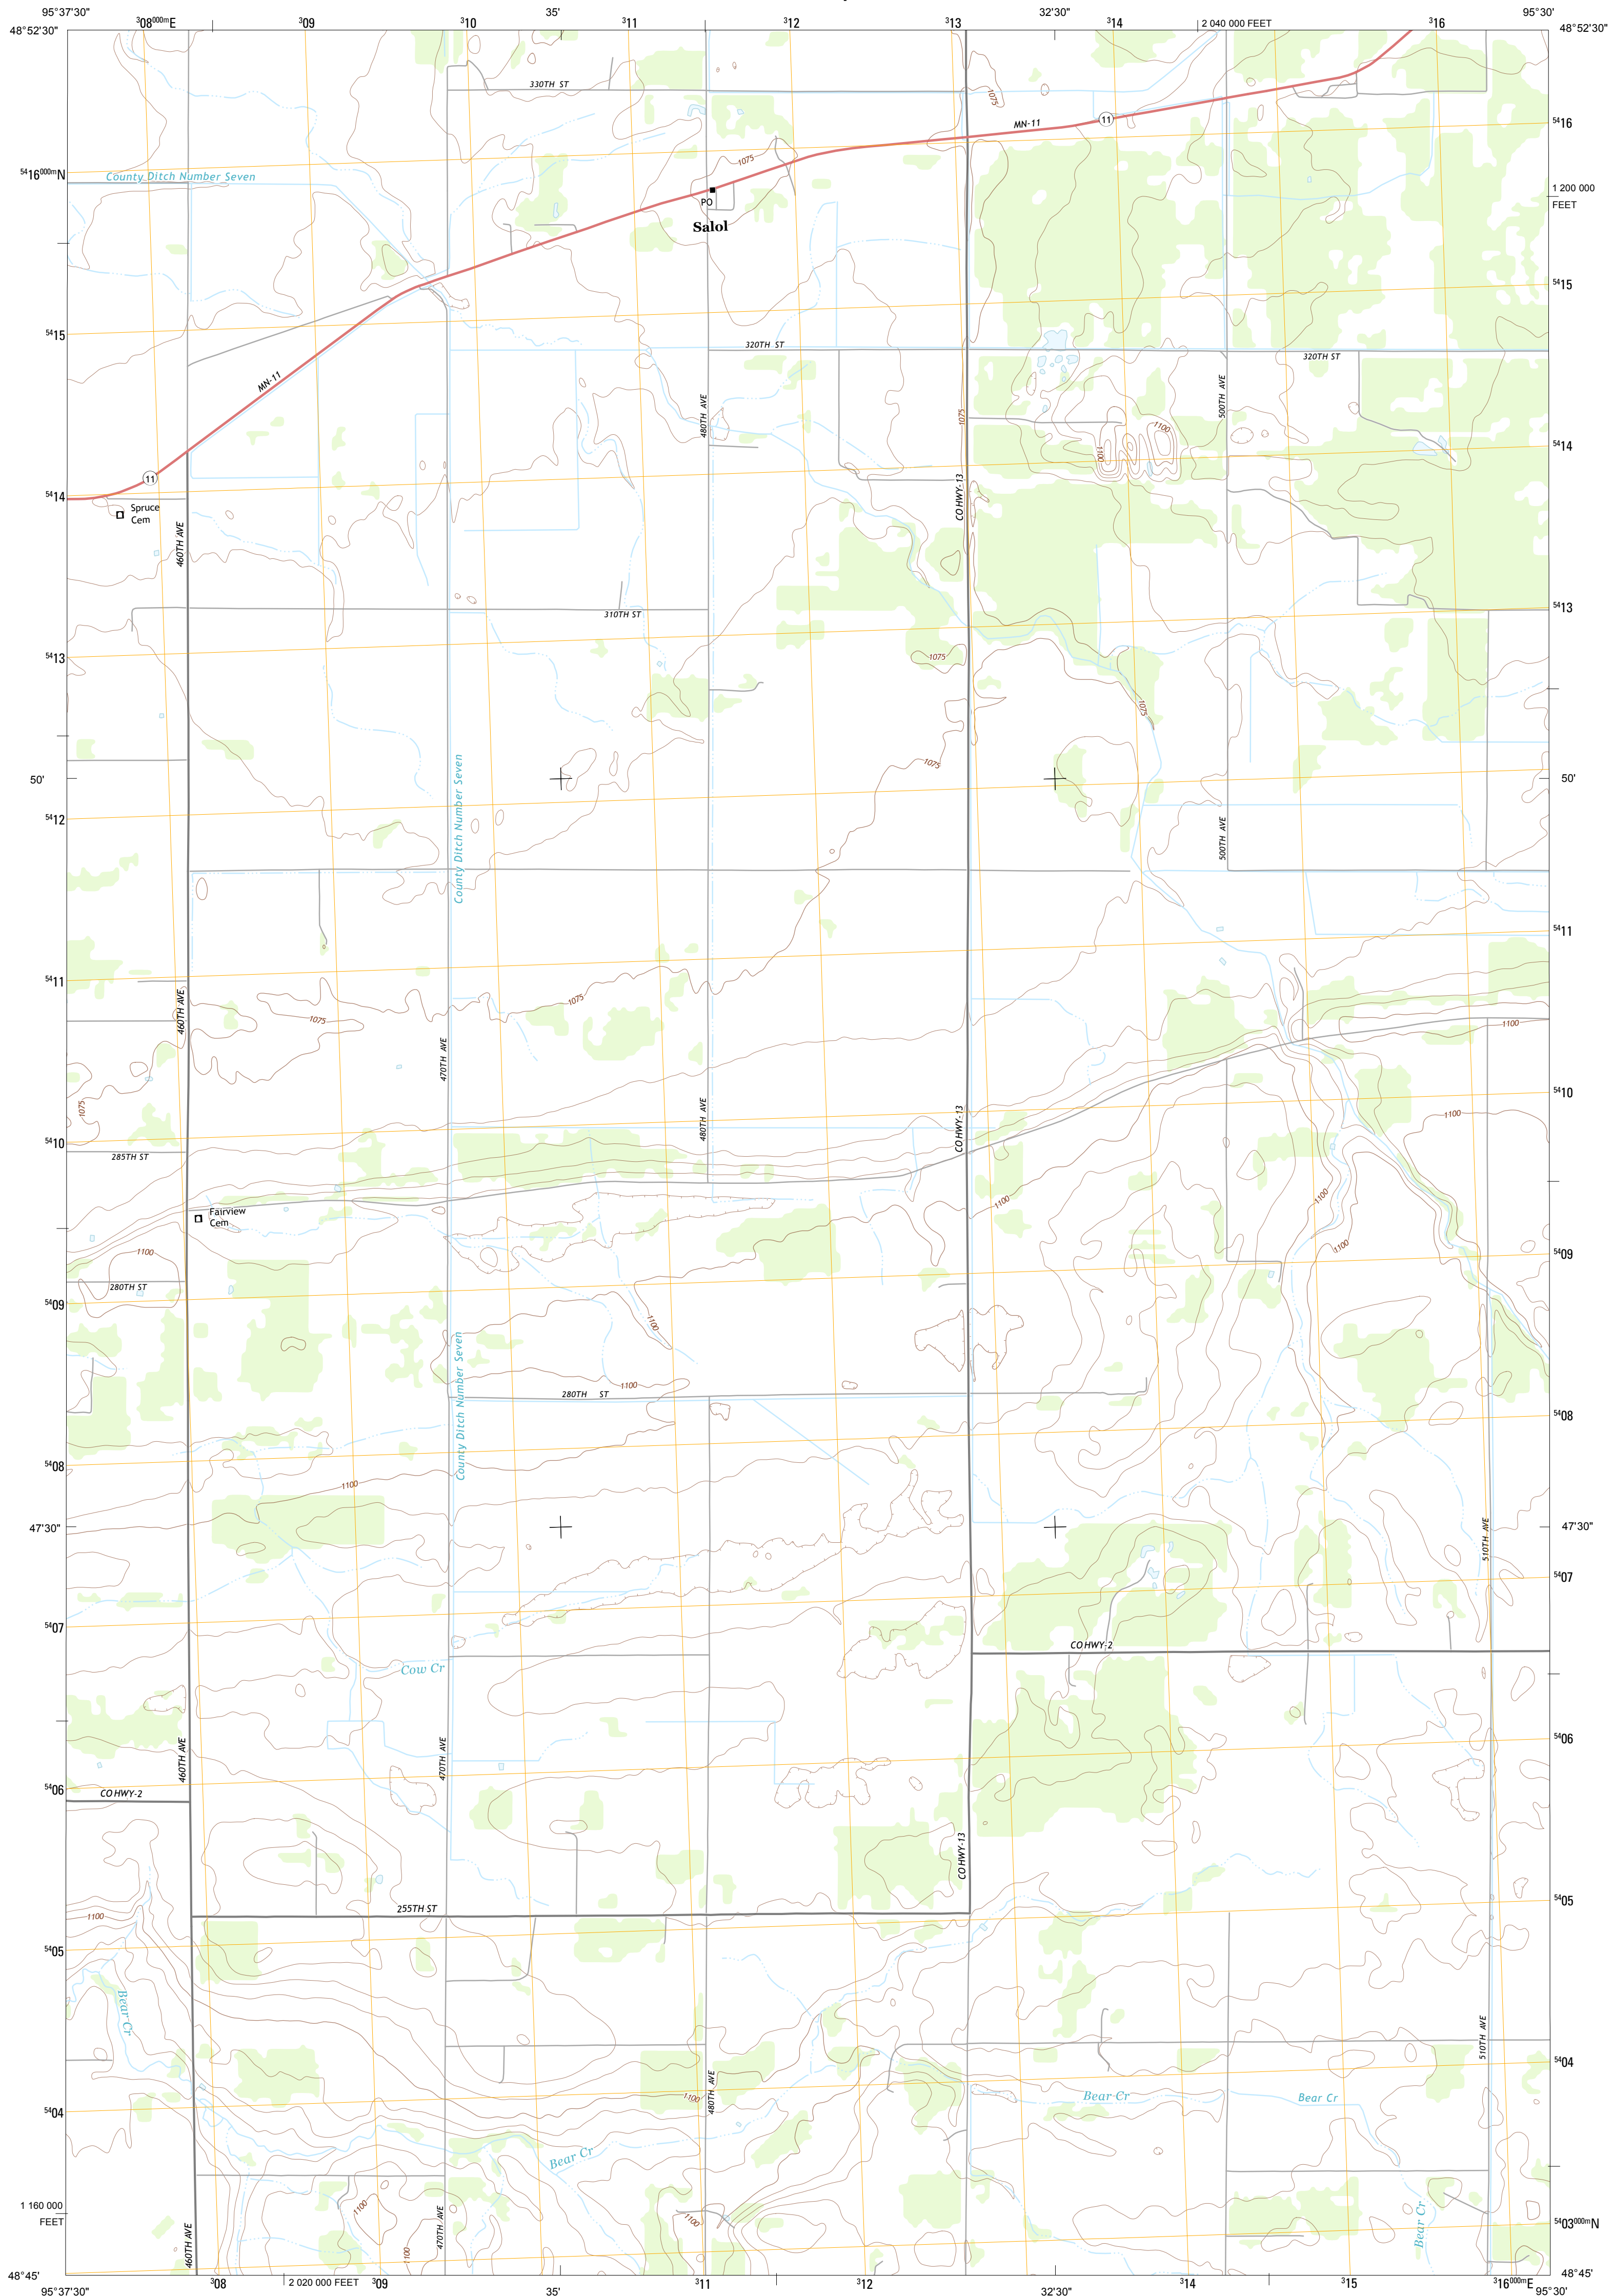 95°37'30"
308000mE
309
310
35'
311
312
313
32'30"
314
2 040 000 FEET
316
95°30'
48°52'30"
48°52'30"
330TH ST
1075
MN-11
11
5416
5416000mN
County Ditch Number Seven
1075
PO
Salol
1 200 000
FEET
5415
5415
320TH ST
320TH ST
MN-11
480TH AVE
1075
500TH AVE
1100
1100
5414
11
5414
Spruce
Cem
CO HWY-13
460TH AVE
310TH ST
5413
5413
1075
1075
County Ditch Number Seven
1075
50'
50'
5412
500TH AVE
5411
5411
460TH AVE
1075
1075
1100
470TH AVE
5410
1075
480TH AVE
CO HWY-13
1100
5410
285TH ST
1100
1100
Fairview
Cem
1100
1100
5409
280TH ST
5409
1100
County Ditch Number Seven
1100
280TH ST
5408
5408
1100
47'30"
47'30"
510TH AVE
5407
5407
CO HWY-2
Cow Cr
460TH AVE
470TH AVE
5406
5406
CO HWY-2
CO HWY-13
255TH ST
5405
1100
5405
Bear Cr
510TH AVE
5404
480TH AVE
1100
Bear Cr
Bear Cr
5404
Bear Cr
1 160 000
FEET
1100
470TH AVE
1100
Bear Cr
5403000mN
460TH AVE
1100
48°45'
48°45'
95°37'30"
308
2 020 000 FEET
309
35'
311
312
32'30"
314
315
316000mE
95°30'